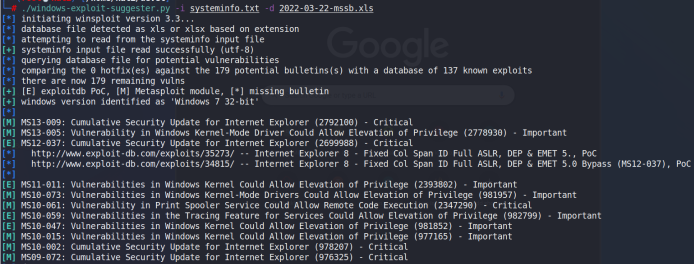 # ./windows-exploit-suggester.py -i systeminfo.txt -d 2022-03-22-mssb.xls
[*] initiating winsploit version 3.3...
[*] database file detected as xls or xlsx based on extension
[*] attempting to read from the systeminfo input file
[+] systeminfo input file read successfully (utf-8)
[*] querying database file for potential vulnerabilities
[*] comparing the 0 hotfix(es) against the 179 potential bulletins(s) with a database of 137 known exploits
[*] there are now 179 remaining vulns
[+] [E] exploitdb PoC, [M] Metasploit module, [*] missing bulletin
[+] windows version identified as 'Windows 7 32-bit'
[*]
[M] MS13-009: Cumulative Security Update for Internet Explorer (2792100) - Critical
[M] MS13-005: Vulnerability in Windows Kernel-Mode Driver Could Allow Elevation of Privilege (2778930) - Important
[E] MS12-037: Cumulative Security Update for Internet Explorer (2699988) - Critical
[*] http://www.exploit-db.com/exploits/35273/ -- Internet Explorer 8 - Fixed Col Span ID Full ASLR, DEP & EMET 5., PoC
[*] http://www.exploit-db.com/exploits/34815/ -- Internet Explorer 8 - Fixed Col Span ID Full ASLR, DEP & EMET 5.0 Bypass (MS12-037), PoC
[*]
[E] MS11-011: Vulnerabilities in Windows Kernel Could Allow Elevation of Privilege (2393802) - Important
[M] MS10-073: Vulnerabilities in Windows Kernel-Mode Drivers Could Allow Elevation of Privilege (981957) - Important
[M] MS10-061: Vulnerability in Print Spooler Service Could Allow Remote Code Execution (2347290) - Critical
[E] MS10-059: Vulnerabilities in the Tracing Feature for Services Could Allow Elevation of Privilege (982799) - Important
[E] MS10-047: Vulnerabilities in Windows Kernel Could Allow Elevation of Privilege (981852) - Important
[M] MS10-015: Vulnerabilities in Windows Kernel Could Allow Elevation of Privilege (977165) - Important
[M] MS10-002: Cumulative Security Update for Internet Explorer (978207) - Critical
[M] MS09-072: Cumulative Security Update for Internet Explorer (976325) - Critical
Google